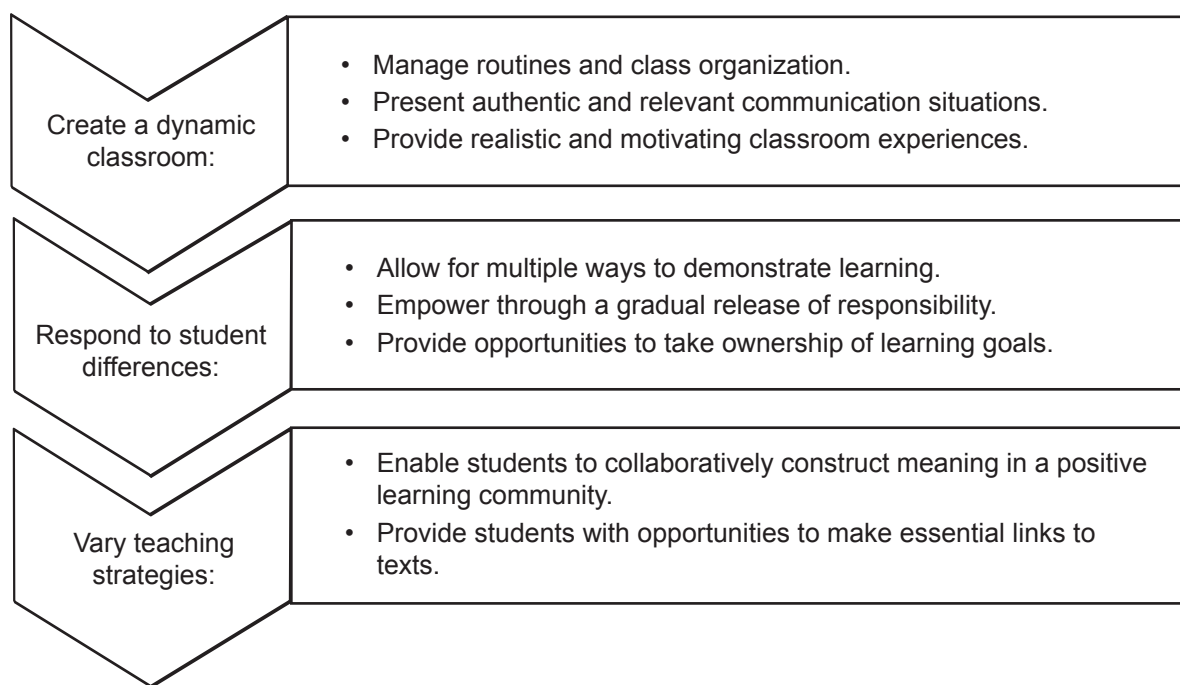 Create a dynamic
classroom:
• Manage routines and class organization.
• Present authentic and relevant communication situations.
• Provide realistic and motivating classroom experiences.
Respond to student
differences:
• Allow for multiple ways to demonstrate learning.
• Empower through a gradual release of responsibility.
• Provide opportunities to take ownership of learning goals.
Vary teaching
strategies:
• Enable students to collaboratively construct meaning in a positive
learning community.
• Provide students with opportunities to make essential links to
texts.